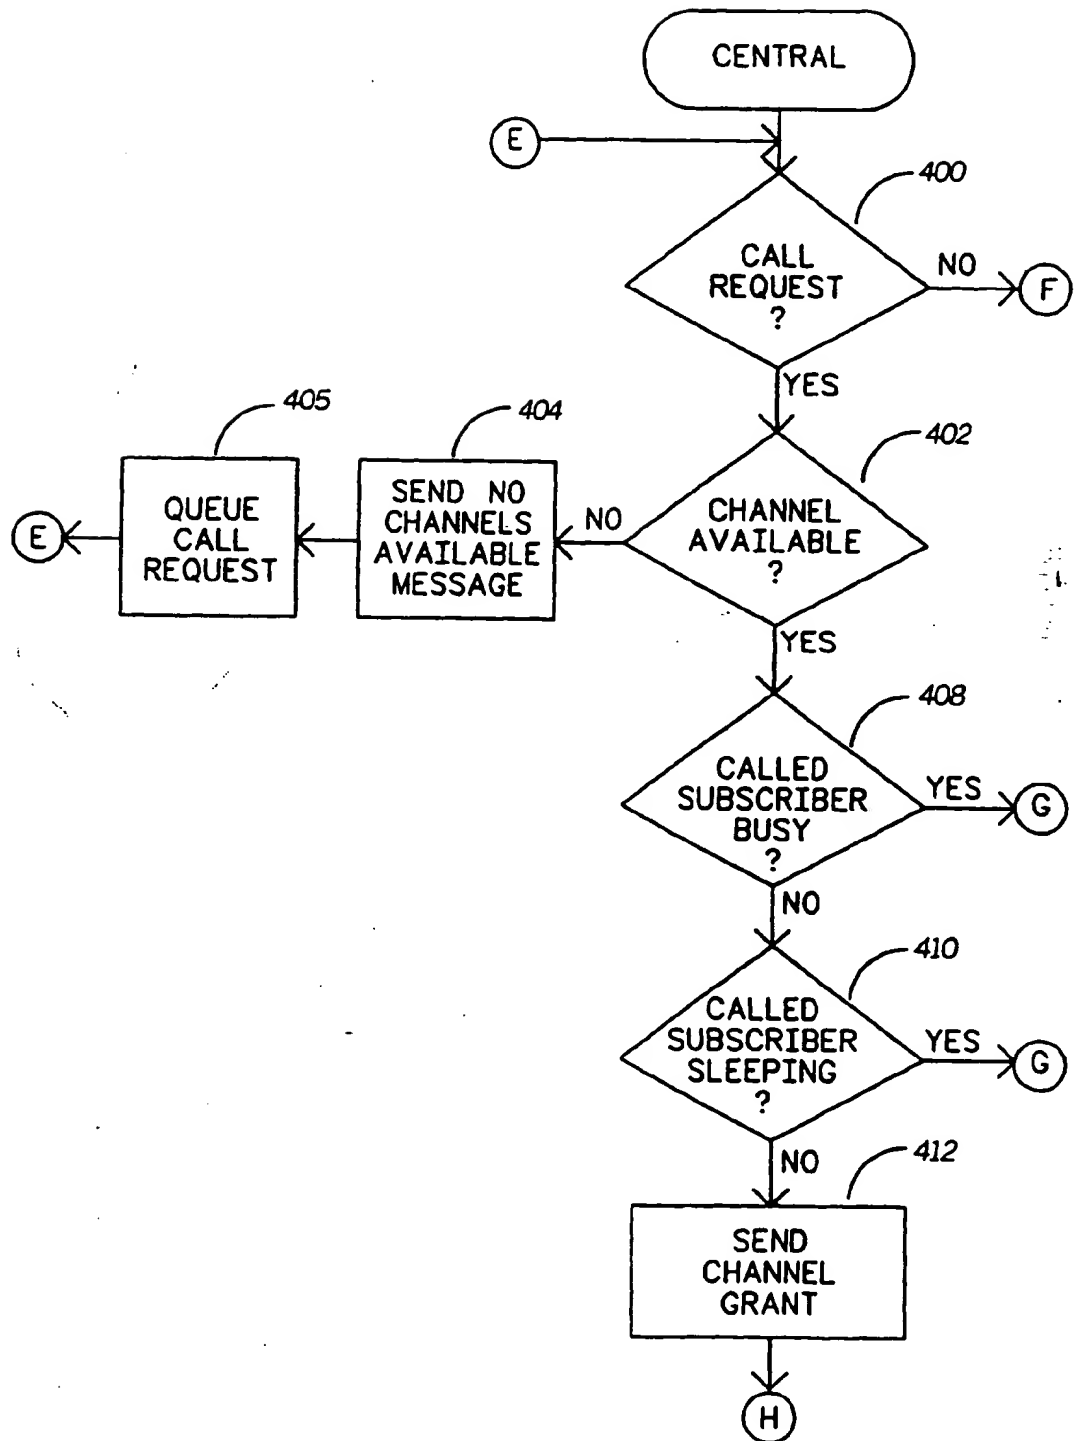 CENTRAL
E
400
CALL
REQUEST
?
NO
F
YES
405
404
402
E
QUEUE
CALL
REQUEST
SEND NO
CHANNELS
AVAILABLE
MESSAGE
NO
CHANNEL
AVAILABLE
?
YES
408
CALLED
SUBSCRIBER
BUSY
?
YES
G
NO
410
CALLED
SUBSCRIBER
SLEEPING
?
YES
G
NO
412
SEND
CHANNEL
GRANT
H